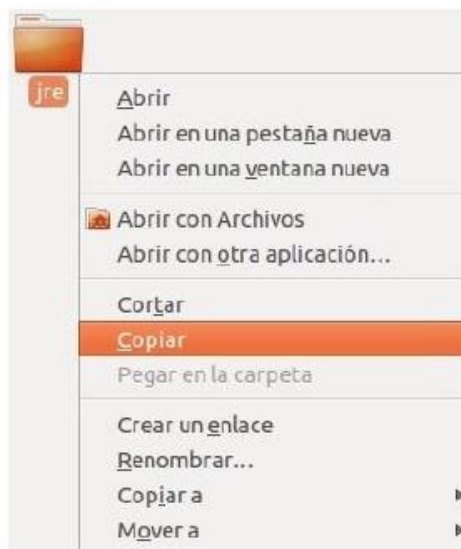 jre
Abrir
Abrir en una pestaña nueva
Abrir en una ventana nueva
Abrir con Archivos
Abrir con otra aplicación...
Cortar
Copiar
Pegar en la carpeta
Crear un enlace
Renombrar...
Copiar a
Mover a